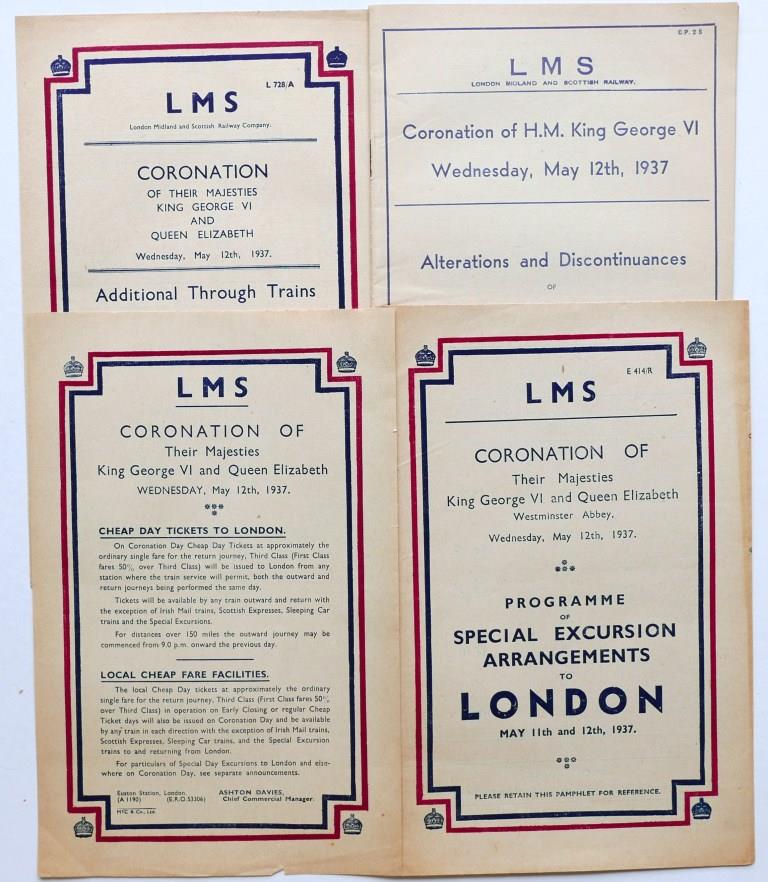 L 728/A
LMS
London Midland and Scottish Railway Company.
CORONATION
OF THEIR MAJESTIES
KING GEORGE VI
AND
QUEEN ELIZABETH
Wednesday, May 12th, 1937.
Additional Through Trains
C.P. 2 S
LMS
LONDON MIDLAND AND SCOTTISH RAILWAY.
Coronation of H.M. King George VI
Wednesday, May 12th, 1937
Alterations and Discontinuances
OF
LMS
CORONATION OF
Their Majesties
King George VI and Queen Elizabeth
WEDNESDAY, May 12th, 1937.
CHEAP DAY TICKETS TO LONDON.
On Coronation Day Cheap Day Tickets at approximately the
ordinary single fare for the return journey, Third Class (First Class
fares 50% over Third Class) will be issued to London from any
station where the train service will permit, both the outward and
return journeys being performed the same day.
Tickets will be available by any train outward and return with
the exception of Irish Mail trains, Scottish Expresses, Sleeping Car
trains and the Special Excursions.
For distances over 150 miles the outward journey may be
commenced from 9.0 p.m. onward the previous day.
LOCAL CHEAP FARE FACILITIES.
The local Cheap Day tickets at approximately the ordinary
single fare for the return journey, Third Class (First Class fares 50%
over Third Class) in operation on Early Closing or regular Cheap
Ticket days will also be issued on Coronation Day and be available
by any train in each direction with the exception of Irish Mail trains,
Scottish Expresses, Sleeping Car trains, and the Special Excursion
trains to and returning from London.
For particulars of Special Day Excursions to London and else-
where on Coronation Day, see separate announcements.
Euston Station, London.
(A 1190) (E.R.O. 53306)
ASHTON DAVIES,
Chief Commercial Manager.
McC & Co., Ltd.
E 414/R
LMS
CORONATION OF
Their Majesties
King George VI and Queen Elizabeth
Westminster Abbey.
Wednesday, May 12th, 1937.
PROGRAMME
OF
SPECIAL EXCURSION
ARRANGEMENTS
TO
LONDON
MAY 11th and 12th, 1937.
PLEASE RETAIN THIS PAMPHLET FOR REFERENCE.